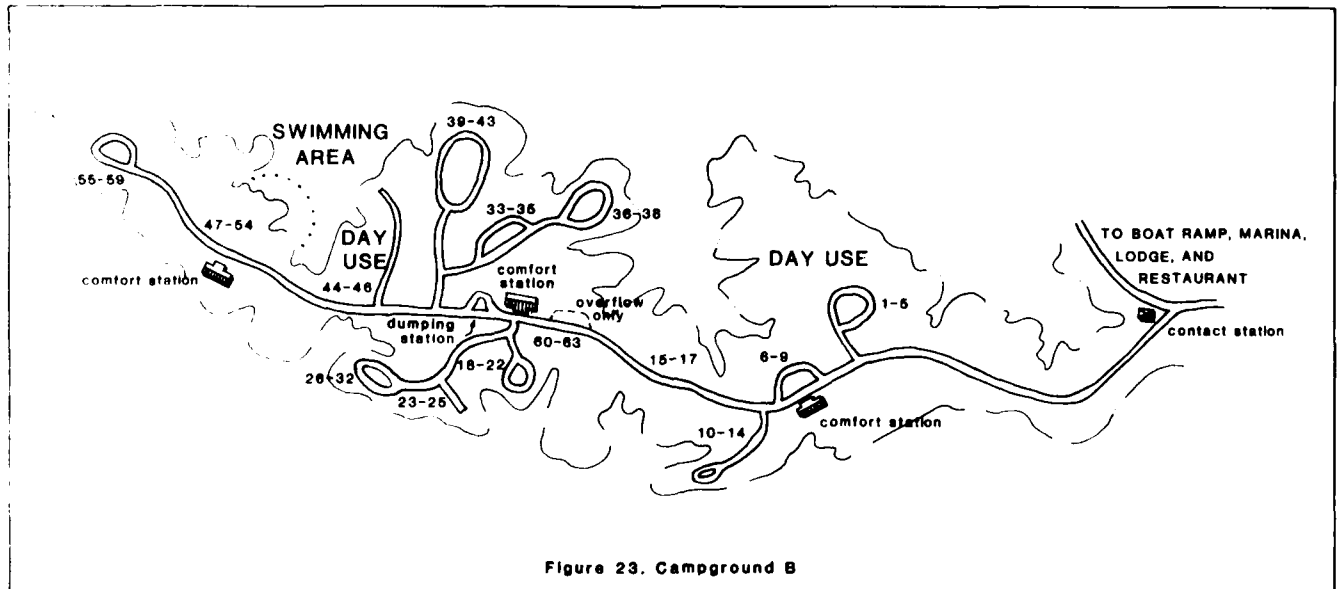 SWIMMING
AREA
39-43
55-59
33-35
36-38
47-54
DAY
USE
TO BOAT RAMP, MARINA,
LODGE, AND
RESTAURANT
DAY USE
comfort station
comfort
station
44-46
overflow
only
1-5
contact station
dumping
station
60-63
15-17
6-9
26-32
18-22
23-25
comfort station
10-14
Figure 23. Campground B